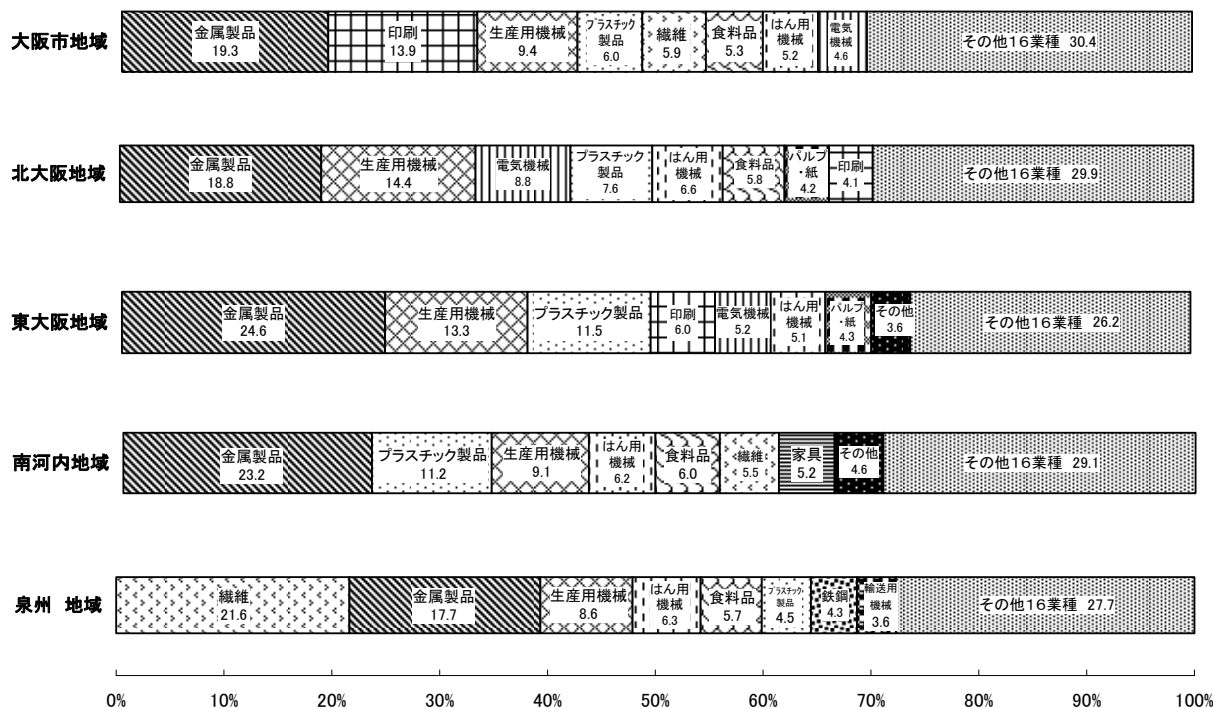 大阪市地域
金属製品
19.3
印刷
13.9
生産用機械
9.4
プラスチック
製品
6.0
繊維
5.9
食料品
5.3
はん用
機械
5.2
電気
機械
4.6
その他16業種 30.4
北大阪地域
金属製品
18.8
生産用機械
14.4
電気機械
8.8
プラスチック
製品
7.6
はん用
機械
6.6
食料品
5.8
パルプ
・紙
4.2
印刷
4.1
その他16業種 29.9
東大阪地域
金属製品
24.6
生産用機械
13.3
プラスチック製品
11.5
印刷
6.0
電気機械
5.2
はん用
機械
5.1
パルプ
・紙
4.3
その他
3.6
その他16業種 26.2
南河内地域
金属製品
23.2
プラスチック製品
11.2
生産用機械
9.1
はん用
機械
6.2
食料品
6.0
繊維
5.5
家具
5.2
その他
4.6
その他16業種 29.1
泉州 地域
繊維
21.6
金属製品
17.7
生産用機械
8.6
はん用
機械
6.3
食料品
5.7
プラスチック・
製品
4.5
鉄鋼
4.3
輸送用
機械
3.6
その他16業種 27.7
0% 10% 20% 30% 40% 50% 60% 70% 80% 90% 100%